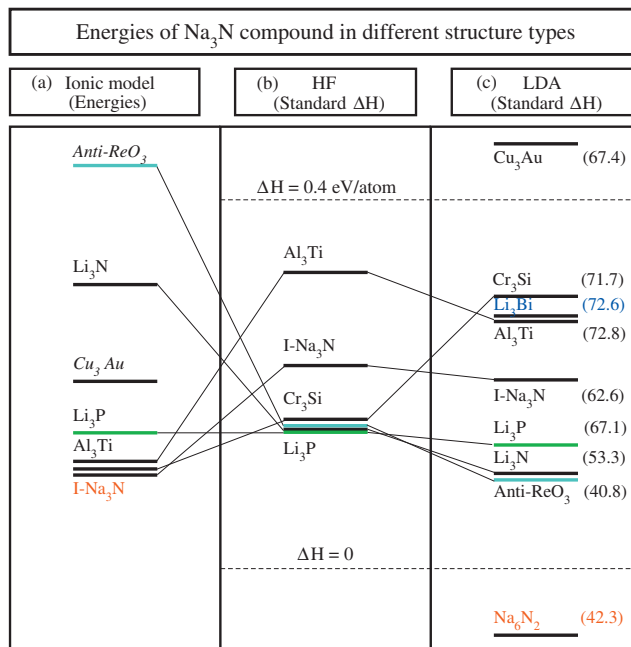 Energies of Na₃N compound in different structure types
(a) Ionic model
(Energies)
(b) HF
(Standard ΔH)
(c) LDA
(Standard ΔH)
Anti-ReO₃
Li₃N
Cu₃Au
Li₃P
Al₃Ti
I-Na₃N
ΔH = 0.4 eV/atom
Al₃Ti
I-Na₃N
Cr₃Si
Li₃P
ΔH = 0
Cu₃Au (67.4)
Cr₃Si (71.7)
Li₃Bi (72.6)
Al₃Ti (72.8)
I-Na₃N (62.6)
Li₃P (67.1)
Li₃N (53.3)
Anti-ReO₃ (40.8)
Na₆N₂ (42.3)